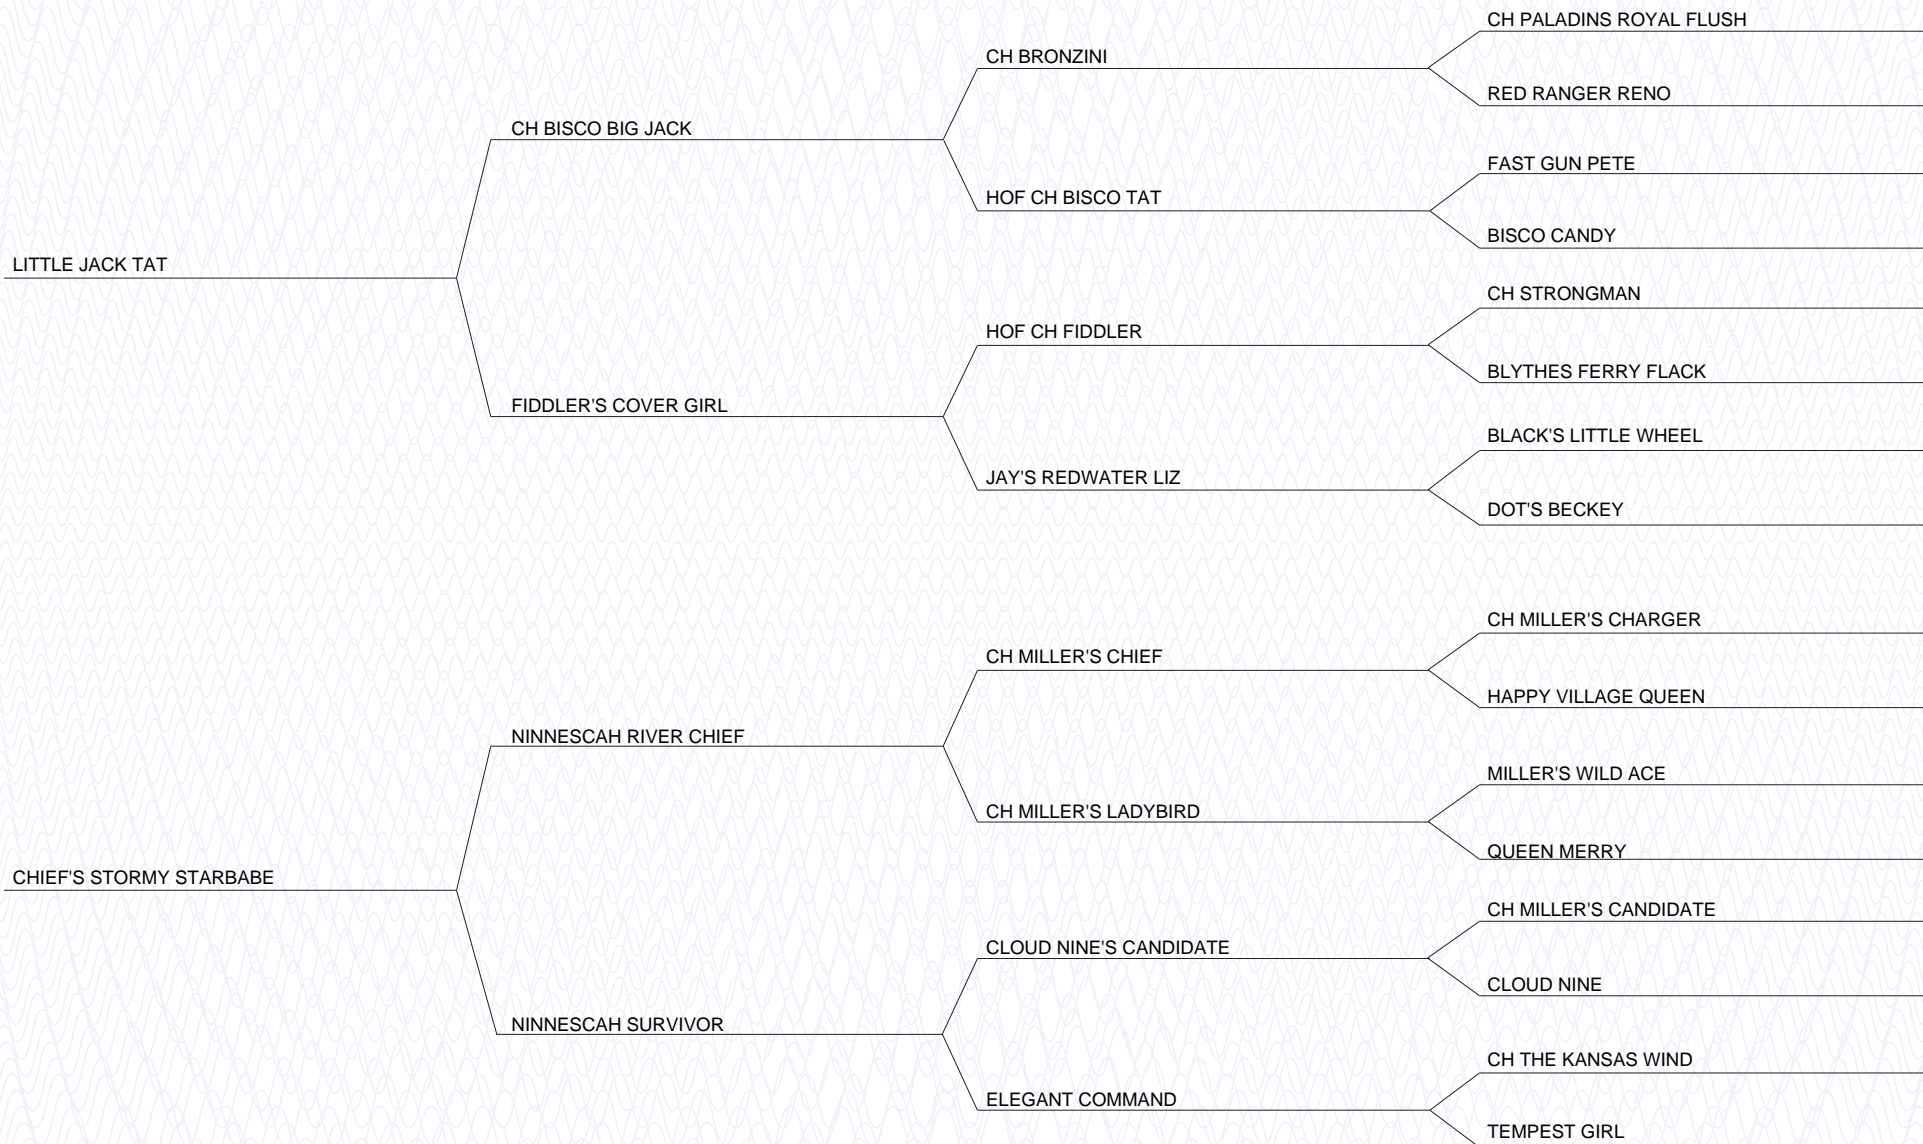 CH PALADINS ROYAL FLUSH
CH BRONZINI
RED RANGER RENO
CH BISCO BIG JACK
FAST GUN PETE
HOF CH BISCO TAT
BISCO CANDY
LITTLE JACK TAT
CH STRONGMAN
HOF CH FIDDLER
BLYTHES FERRY FLACK
FIDDLER'S COVER GIRL
BLACK'S LITTLE WHEEL
JAY'S REDWATER LIZ
DOT'S BECKEY
CH MILLER'S CHARGER
CH MILLER'S CHIEF
HAPPY VILLAGE QUEEN
NINNESCAH RIVER CHIEF
MILLER'S WILD ACE
CH MILLER'S LADYBIRD
QUEEN MERRY
CHIEF'S STORMY STARBABE
CH MILLER'S CANDIDATE
CLOUD NINE'S CANDIDATE
CLOUD NINE
NINNESCAH SURVIVOR
CH THE KANSAS WIND
ELEGANT COMMAND
TEMPEST GIRL